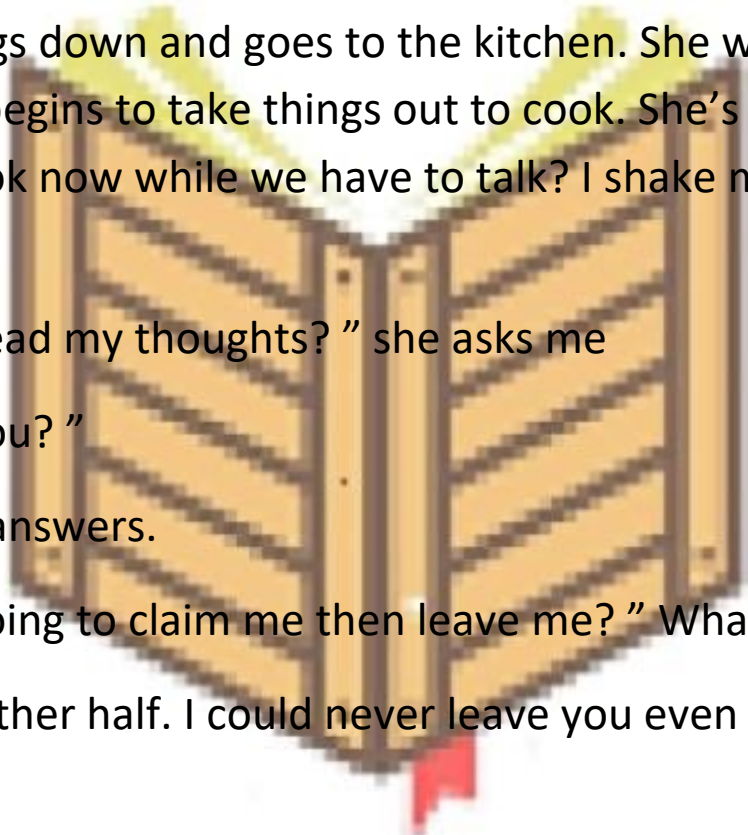 gs down and goes to the kitchen. She w
begins to take things out to cook. She’s
ok now while we have to talk? I shake m
ead my thoughts? ” she asks me
ou? ”
answers.
oing to claim me then leave me? ” Wha
ther half. I could never leave you even